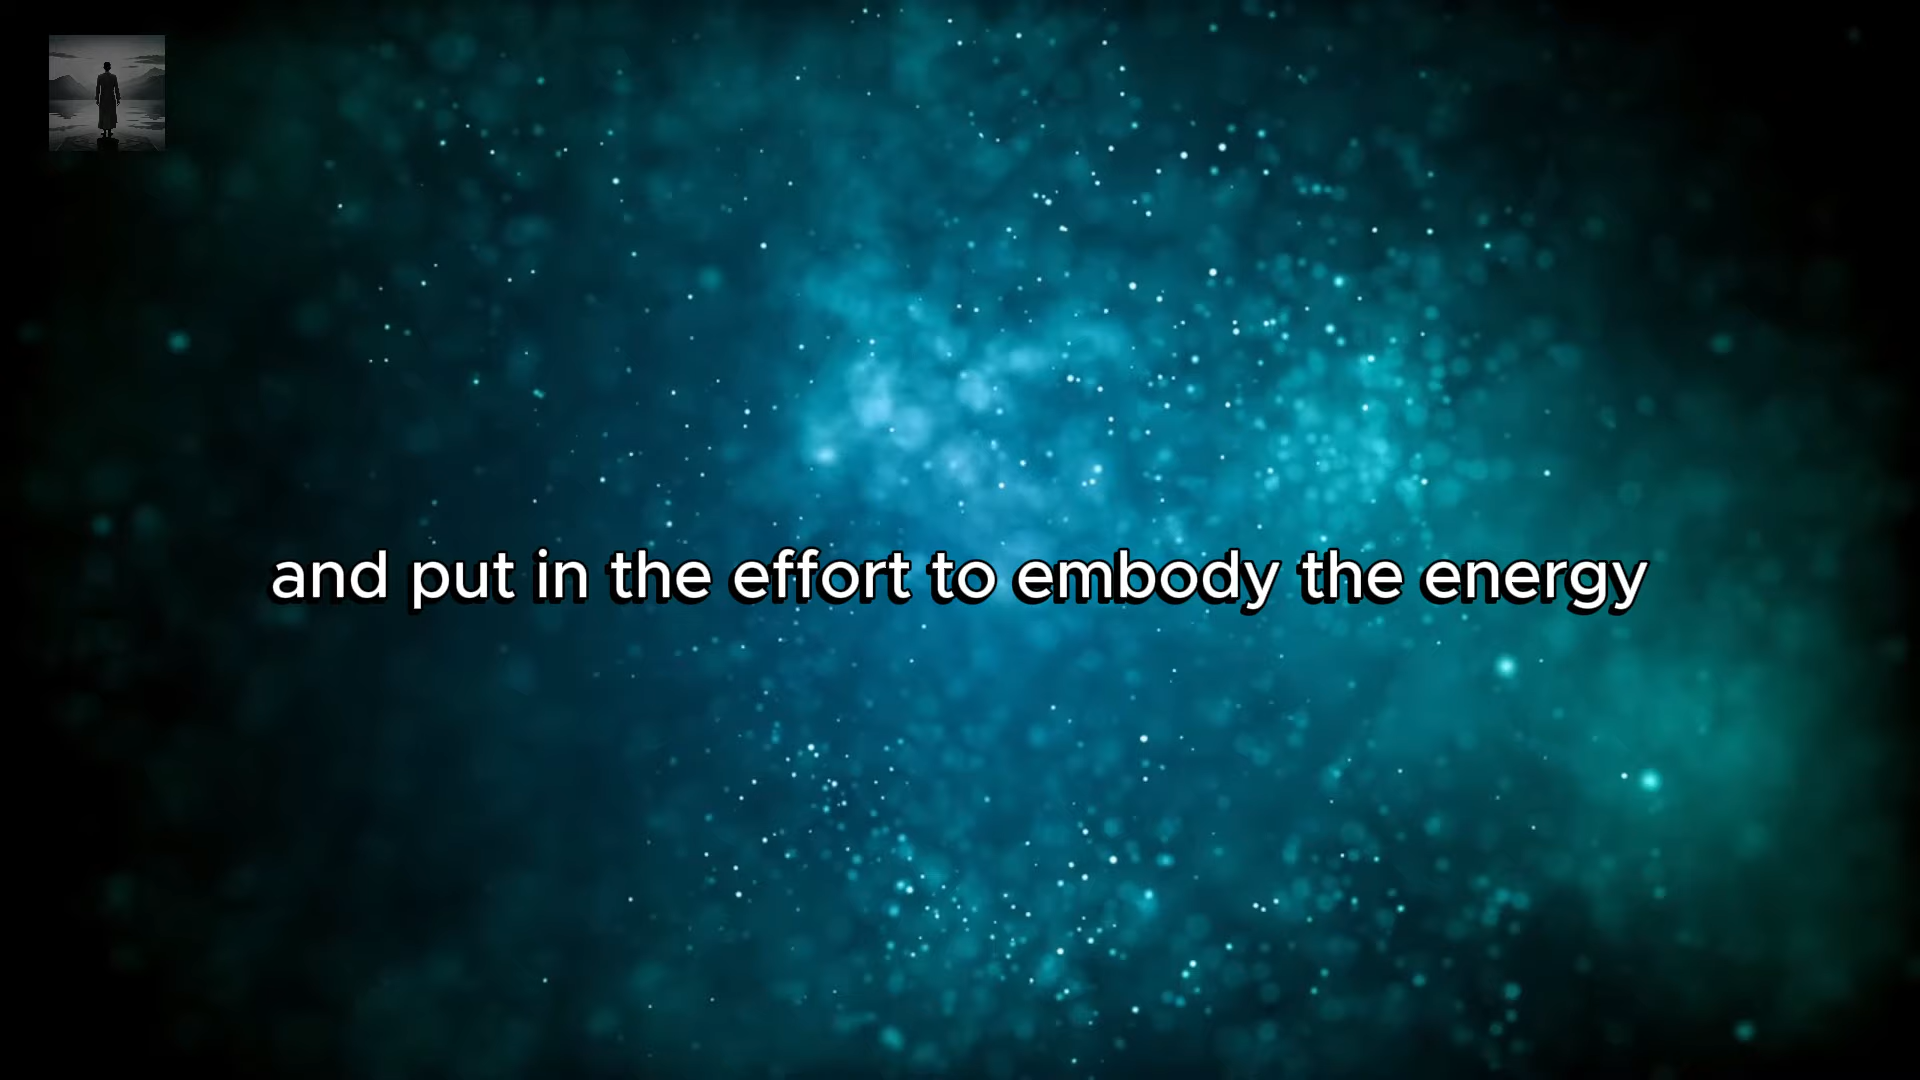 and put in the effort to embody the energy